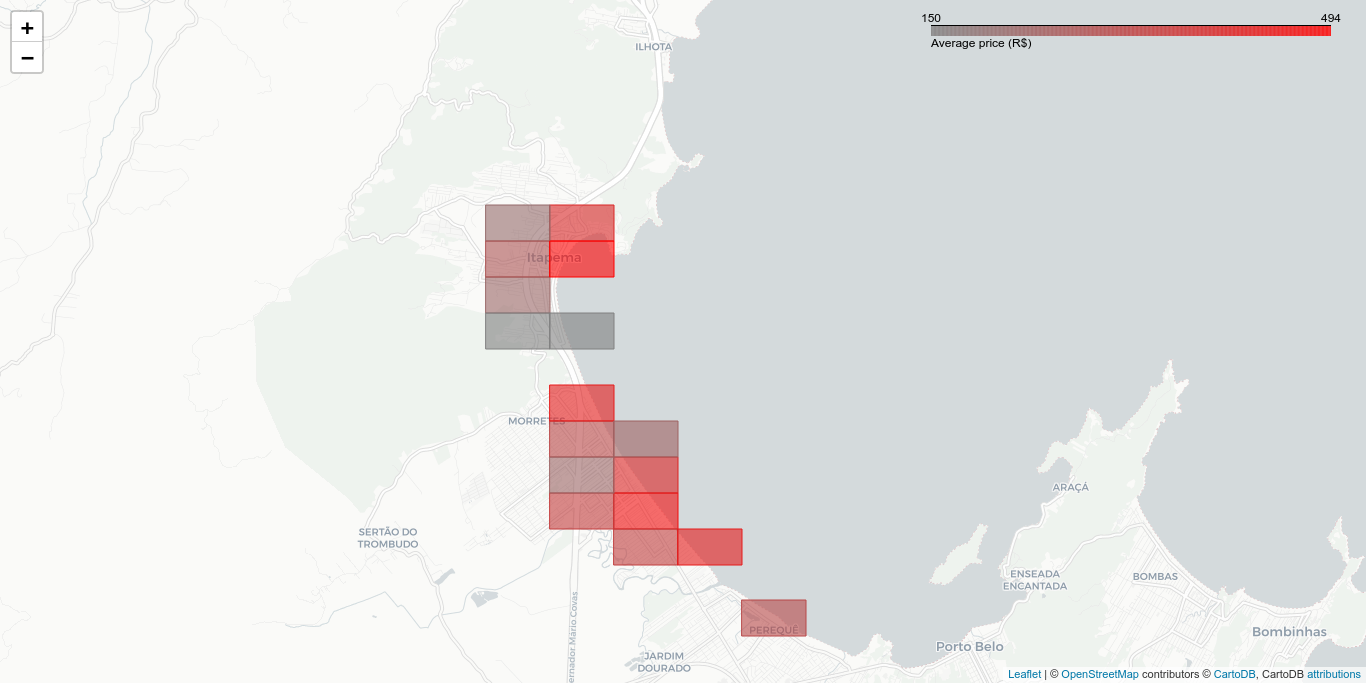 +
−
150 494
Average price (R$)
ILHOTA
Itapema
MORRETES
ARAÇÁ
SERTÃO DO
TROMBUDO
ENSEADA
ENCANTADA
BOMBAS
PEREQUÊ
Bombinhas
Porto Belo
JARDIM
DOURADO
ernador Mário Covas
Leaflet | © OpenStreetMap contributors © CartoDB, CartoDB attributions